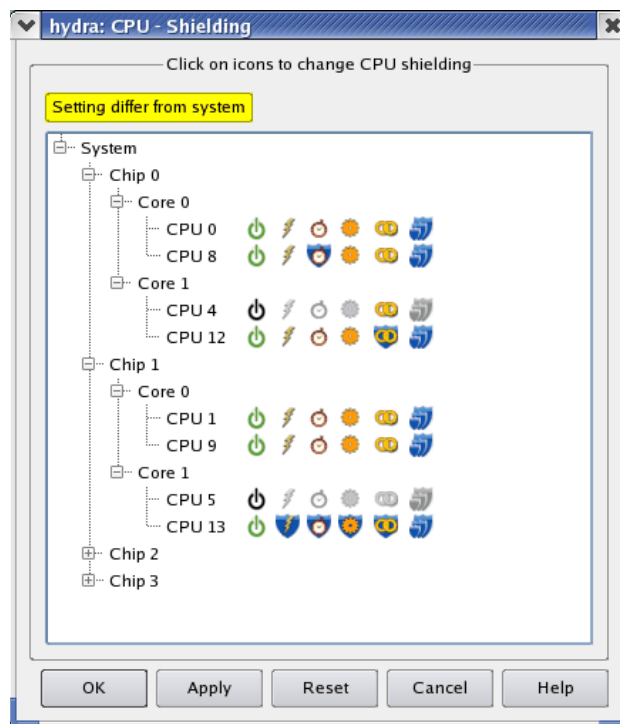 hydra: CPU - Shielding
Click on icons to change CPU shielding
Setting differ from system
System
Chip 0
Core 0
CPU 0
CPU 8
Core 1
CPU 4
CPU 12
Chip 1
Core 0
CPU 1
CPU 9
Core 1
CPU 5
CPU 13
Chip 2
Chip 3
OK Apply Reset Cancel Help